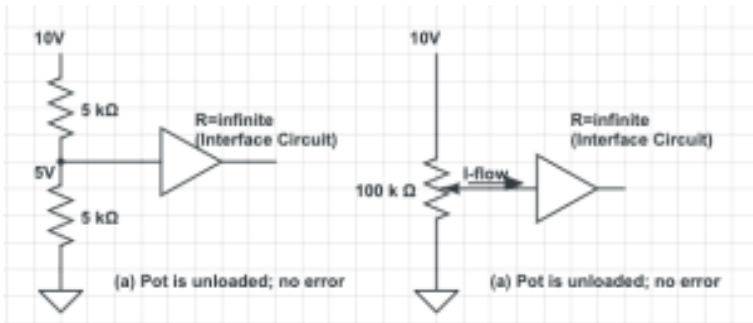 10V
5 kΩ
R=infinite
(Interface Circuit)
5V
5 kΩ
(a) Pot is unloaded; no error
10V
R=infinite
(Interface Circuit)
I-flow
100 k Ω
(a) Pot is unloaded; no error